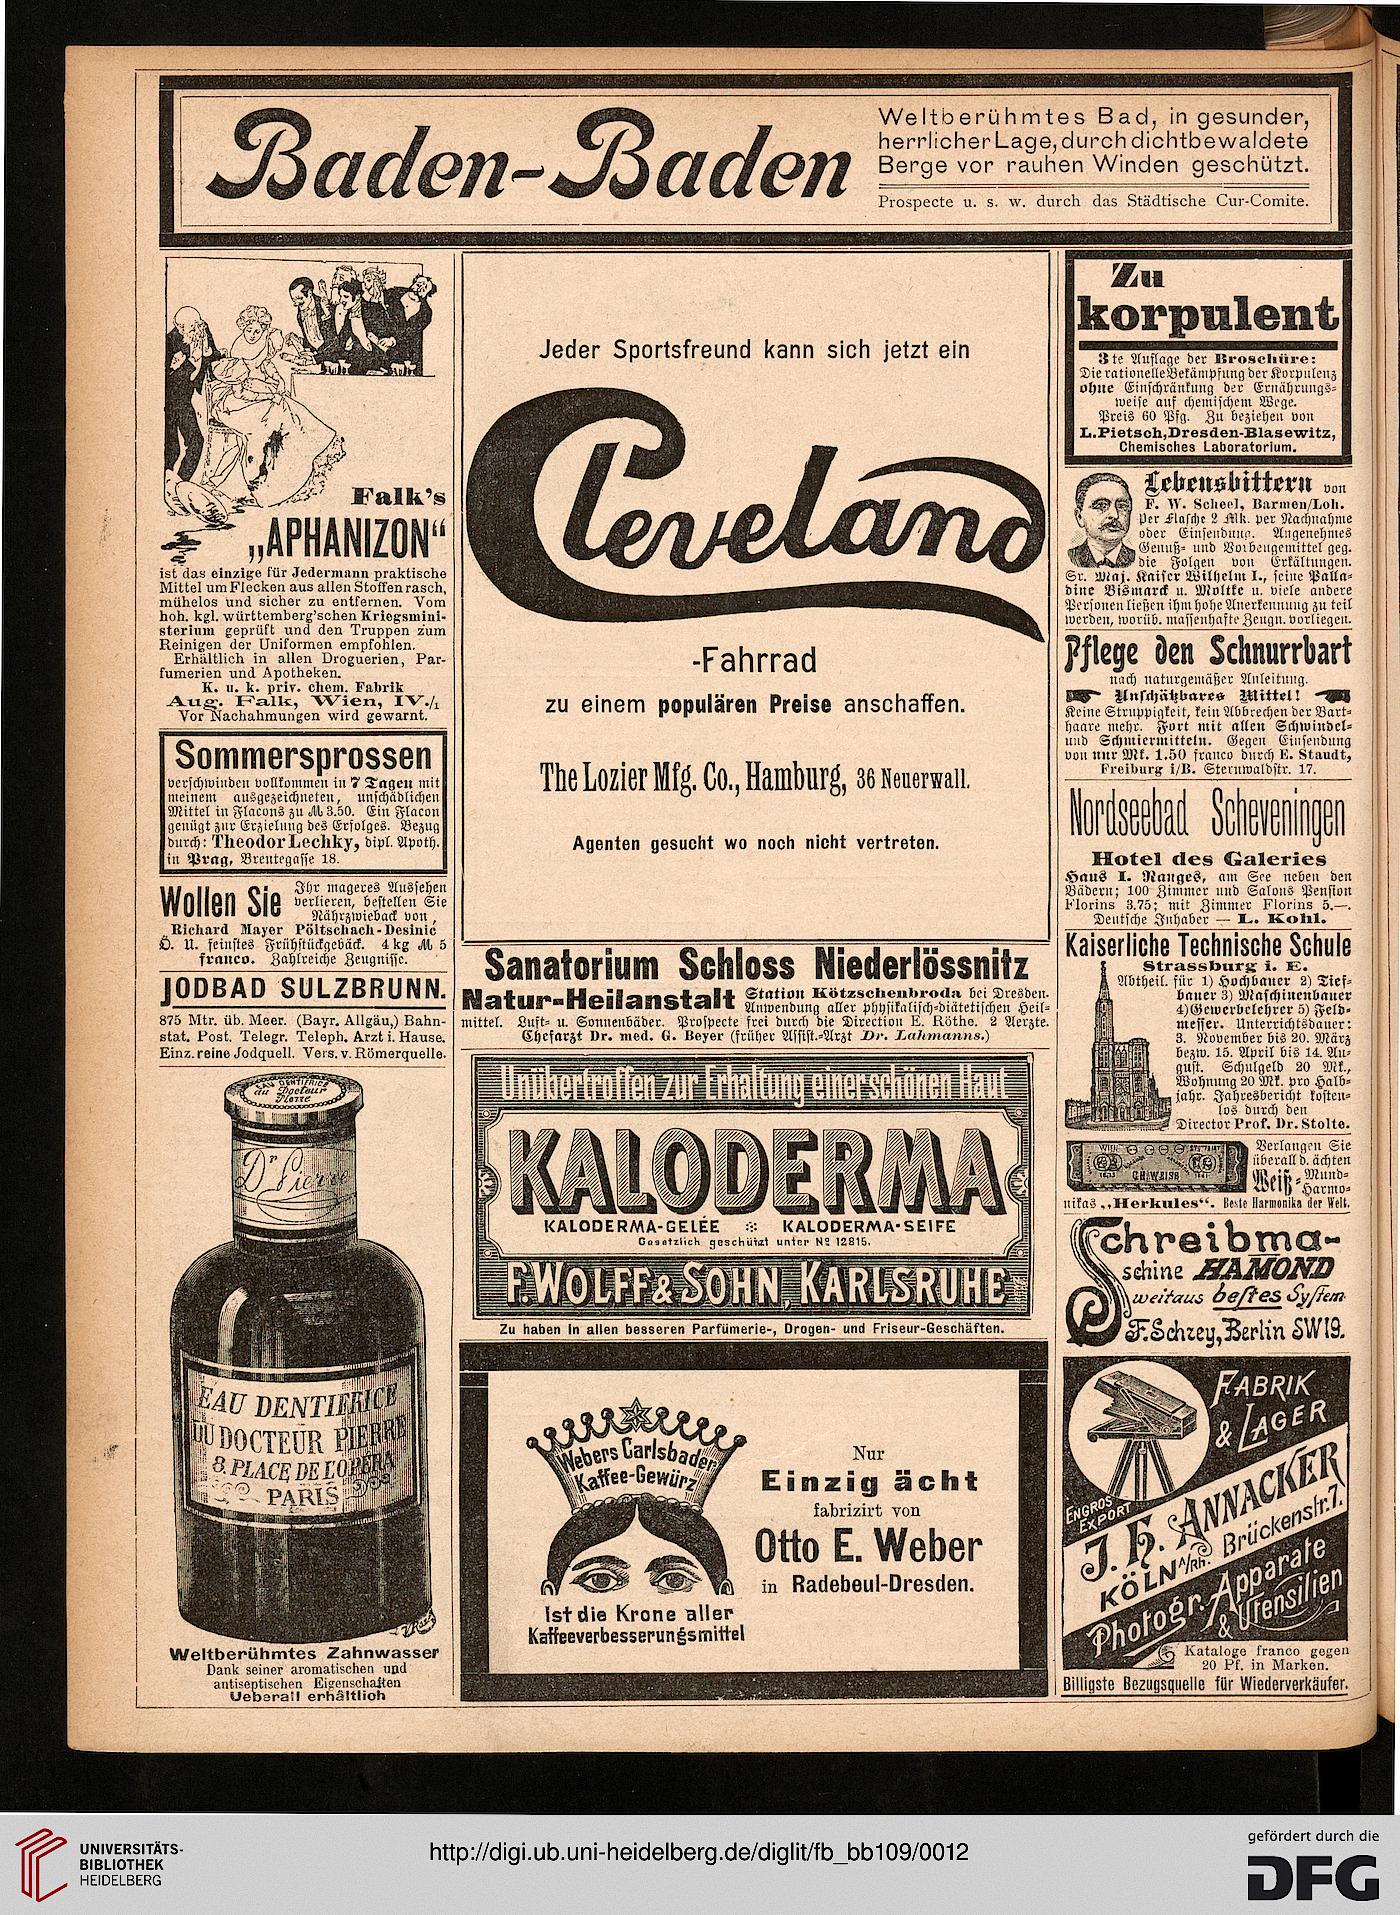 Baden-Baden
Weltberühmtes Bad, in gesunder,
herrlicher Lage, durch dichtbewaldete
Berge vor rauhen Winden geschützt.
Prospecte u. s. w. durch das Städtische Cur-Comite.
Falk's
„APHANIZON“
ist das einzige für Jedermann praktische
Mittel um Flecken aus allen Stoffen rasch,
mühelos und sicher zu entfernen. Vom
hoh. kgl. württemberg'schen Kriegsmini-
sterium geprüft und den Truppen zum
Reinigen der Uniformen empfohlen.
Erhältlich in allen Droguerien, Par-
fumerien und Apotheken.
K. u. k. priv. chem. Fabrik
Aug. Falk, Wien, IV./1
Vor Nachahmungen wird gewarnt.
Sommersprossen
verschwinden vollkommen in 7 Tagen mit
meinem ausgezeichneten, unschädlichen
Mittel in Flacons zu M 3.50. Ein Flacon
genügt zur Erzielung des Erfolges. Bezug
durch: Theodor Lechky, dipl. Apoth.
in Prag, Brentegasse 18.
Wollen Sie
Ihr mageres Aussehen
verlieren, bestellen Sie
Nährzwieback von
Richard Mayer Pöltschach-Desinić
Ö. U. feinstes Frühstückgebäck. 4 kg M 5
franco. Zahlreiche Zeugnisse.
JODBAD SULZBRUNN.
875 Mtr. üb. Meer. (Bayr. Allgäu,) Bahn-
stat. Post. Telegr. Teleph. Arzt i. Hause.
Einz. reine Jodquell. Vers. v. Römerquelle.
EAU DENTIFRICE
du Docteur
Pierre
Dr Pierre
EAU DENTIFRICE
DU DOCTEUR PIERRE
8. PLACE DE L'OPÉRA
PARIS
Weltberühmtes Zahnwasser
Dank seiner aromatischen und
antiseptischen Eigenschaften
Ueberall erhältlich
Jeder Sportsfreund kann sich jetzt ein
Cleveland
-Fahrrad
zu einem populären Preise anschaffen.
The Lozier Mfg. Co., Hamburg, 36 Neuerwall.
Agenten gesucht wo noch nicht vertreten.
Sanatorium Schloss Niederlössnitz
Natur-Heilanstalt Station Kötzschenbroda bei Dresden.
Anwendung aller physikalisch-diätetischen Heil-
mittel. Luft- u. Sonnenbäder. Prospecte frei durch die Direction E. Röthe. 2 Aerzte.
Chefarzt Dr. med. G. Beyer (früher Assist.-Arzt Dr. Lahmanns.)
Unübertroffen zur Erhaltung einer schönen Haut
KALODERMA
KALODERMA-GELÉE KALODERMA-SEIFE
Gesetzlich geschützt unter No 12815.
F. WOLFF & SOHN, KARLSRUHE
Zu haben in allen besseren Parfümerie-, Drogen- und Friseur-Geschäften.
Webers Carlsbader
Kaffee-Gewürz
Ist die Krone aller
Kaffeeverbesserungsmittel
Nur
Einzig ächt
fabrizirt von
Otto E. Weber
in Radebeul-Dresden.
Zu
korpulent
3te Auflage der Broschüre:
Die rationelle Bekämpfung der Korpulenz
ohne Einschränkung der Ernährungs-
weise auf chemischem Wege.
Preis 60 Pfg. Zu beziehen von
L. Pietsch, Dresden-Blasewitz,
Chemisches Laboratorium.
Lebensbittern von
F. W. Scheel, Barmen/Loh.
Per Flasche 2 Mk. per Nachnahme
oder Einsendung. Angenehmes
Genuß- und Vorbeugemittel geg.
die Folgen von Erkältungen.
Sr. Maj. Kaiser Wilhelm I., seine Palla-
dine Bismarck u. Moltke u. viele andere
Personen ließen ihm hohe Anerkennung zu teil
werden, worüb. massenhafte Zeugn. vorliegen.
Pflege den Schnurrbart
nach naturgemäßer Anleitung.
Unschätzbares Mittel!
Keine Struppigkeit, kein Abbrechen der Bart-
haare mehr. Fort mit allen Schwindel-
und Schmiermitteln. Gegen Einsendung
von nur Mk. 1.50 franco durch E. Staudt,
Freiburg i/B. Sternwaldstr. 17.
Nordseebad Scheveningen
Hotel des Galeries
Haus I. Ranges, am See neben den
Bädern; 100 Zimmer und Salons Pension
Florins 3.75; mit Zimmer Florins 5.—.
Deutsche Inhaber — L. Kohl.
Kaiserliche Technische Schule
Strassburg i. E.
Abtheil. für 1) Hochbauer 2) Tief-
bauer 3) Maschinenbauer
4) Gewerbelehrer 5) Feld-
messer. Unterrichtsdauer:
3. November bis 20. März
bezw. 15. April bis 14. Au-
gust. Schulgeld 20 Mk.,
Wohnung 20 Mk. pro Halb-
jahr. Jahresbericht kosten-
los durch den
Director Prof. Dr. Stolte.
WIEN
CH. WEISS
Verlangen Sie
überall d. ächten
Weiß-Mund-
Harmo-
nikas „Herkules“. Beste Harmonika der Welt.
Schreibma-
schine HAMOND
weitaus bestes System
F. Schrey, Berlin SW19.
FABRIK
& LAGER
ENGROS
EXPORT
J. H. ANNACKER
KÖLN A/Rh. Brückenstr. 7.
Photogr. Apparate
& Utensilien
Kataloge franco gegen
20 Pf. in Marken.
Billigste Bezugsquelle für Wiederverkäufer.
UNIVERSITÄTS-
BIBLIOTHEK
HEIDELBERG
http://digi.ub.uni-heidelberg.de/diglit/fb_bb109/0012
gefördert durch die
DFG